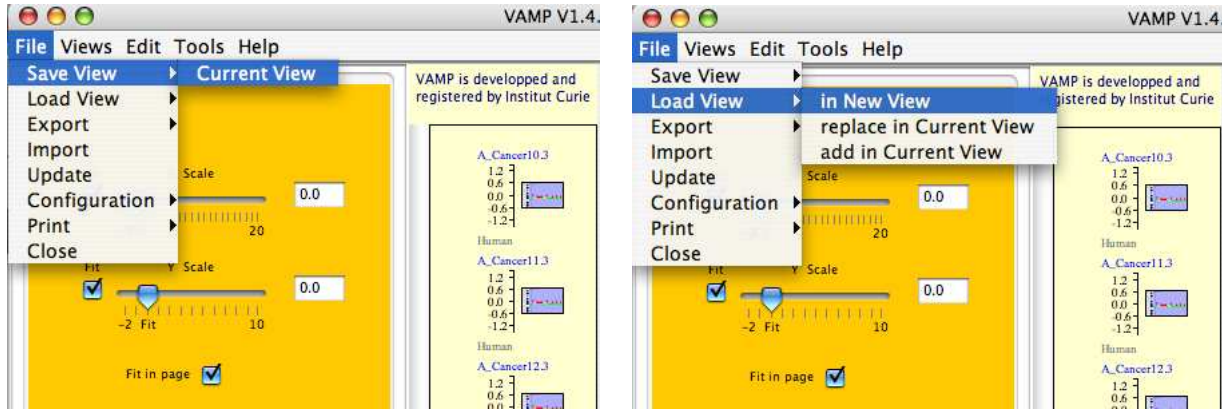 VAMP V1.4.
File Views Edit Tools Help
Save View
Current View
Load View
Export
Import
Update
Configuration
Print
Close
Scale
0.0
20
Fit Y Scale
0.0
-2 Fit 10
Fit in page
VAMP is developped and
registered by Institut Curie
A_Cancer10.3
1.2
0.6
0.0
-0.6
-1.2
Human
A_Cancer11.3
1.2
0.6
0.0
-0.6
-1.2
Human
A_Cancer12.3
1.2
0.6
0.0
VAMP V1.4.
File Views Edit Tools Help
Save View
Load View
in New View
replace in Current View
add in Current View
Export
Import
Update
Configuration
Print
Close
Scale
0.0
20
Fit Y Scale
0.0
-2 Fit 10
Fit in page
VAMP is developped and
gistered by Institut Curie
A_Cancer10.3
1.2
0.6
0.0
-0.6
-1.2
Human
A_Cancer11.3
1.2
0.6
0.0
-0.6
-1.2
Human
A_Cancer12.3
1.2
0.6
0.0